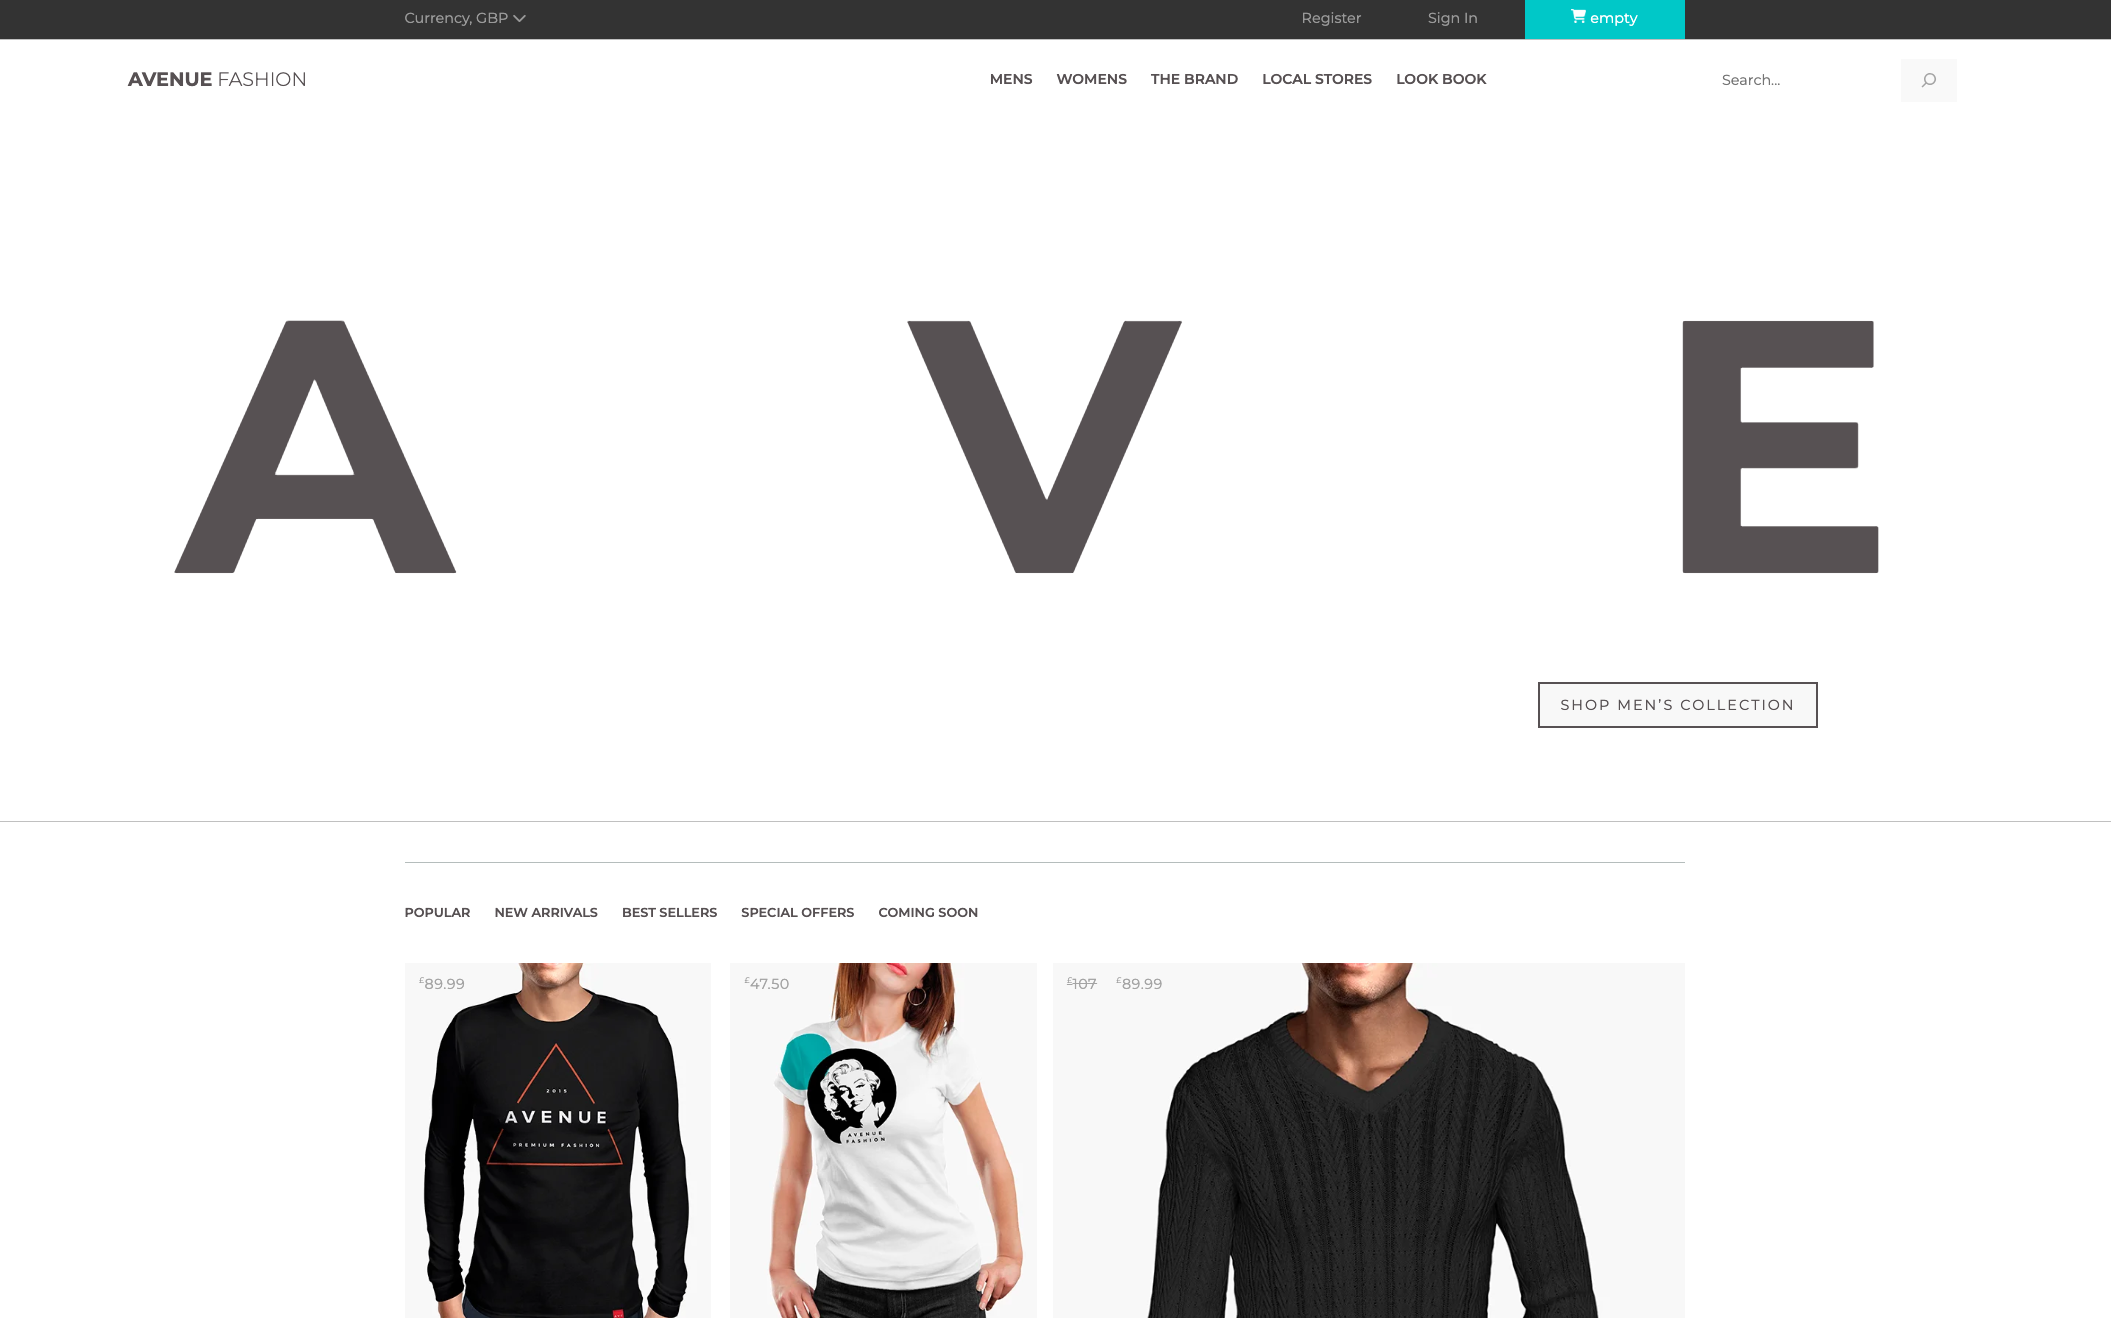 Currency, GBP
Register
Sign In
empty
AVENUE FASHION
MENS
WOMENS
THE BRAND
LOCAL STORES
LOOK BOOK
Search...
A V E
SHOP MEN’S COLLECTION
POPULAR
NEW ARRIVALS
BEST SELLERS
SPECIAL OFFERS
COMING SOON
£89.99
2015
AVENUE
PREMIUM FASHION
£47.50
AVENUE
FASHION
£107 £89.99